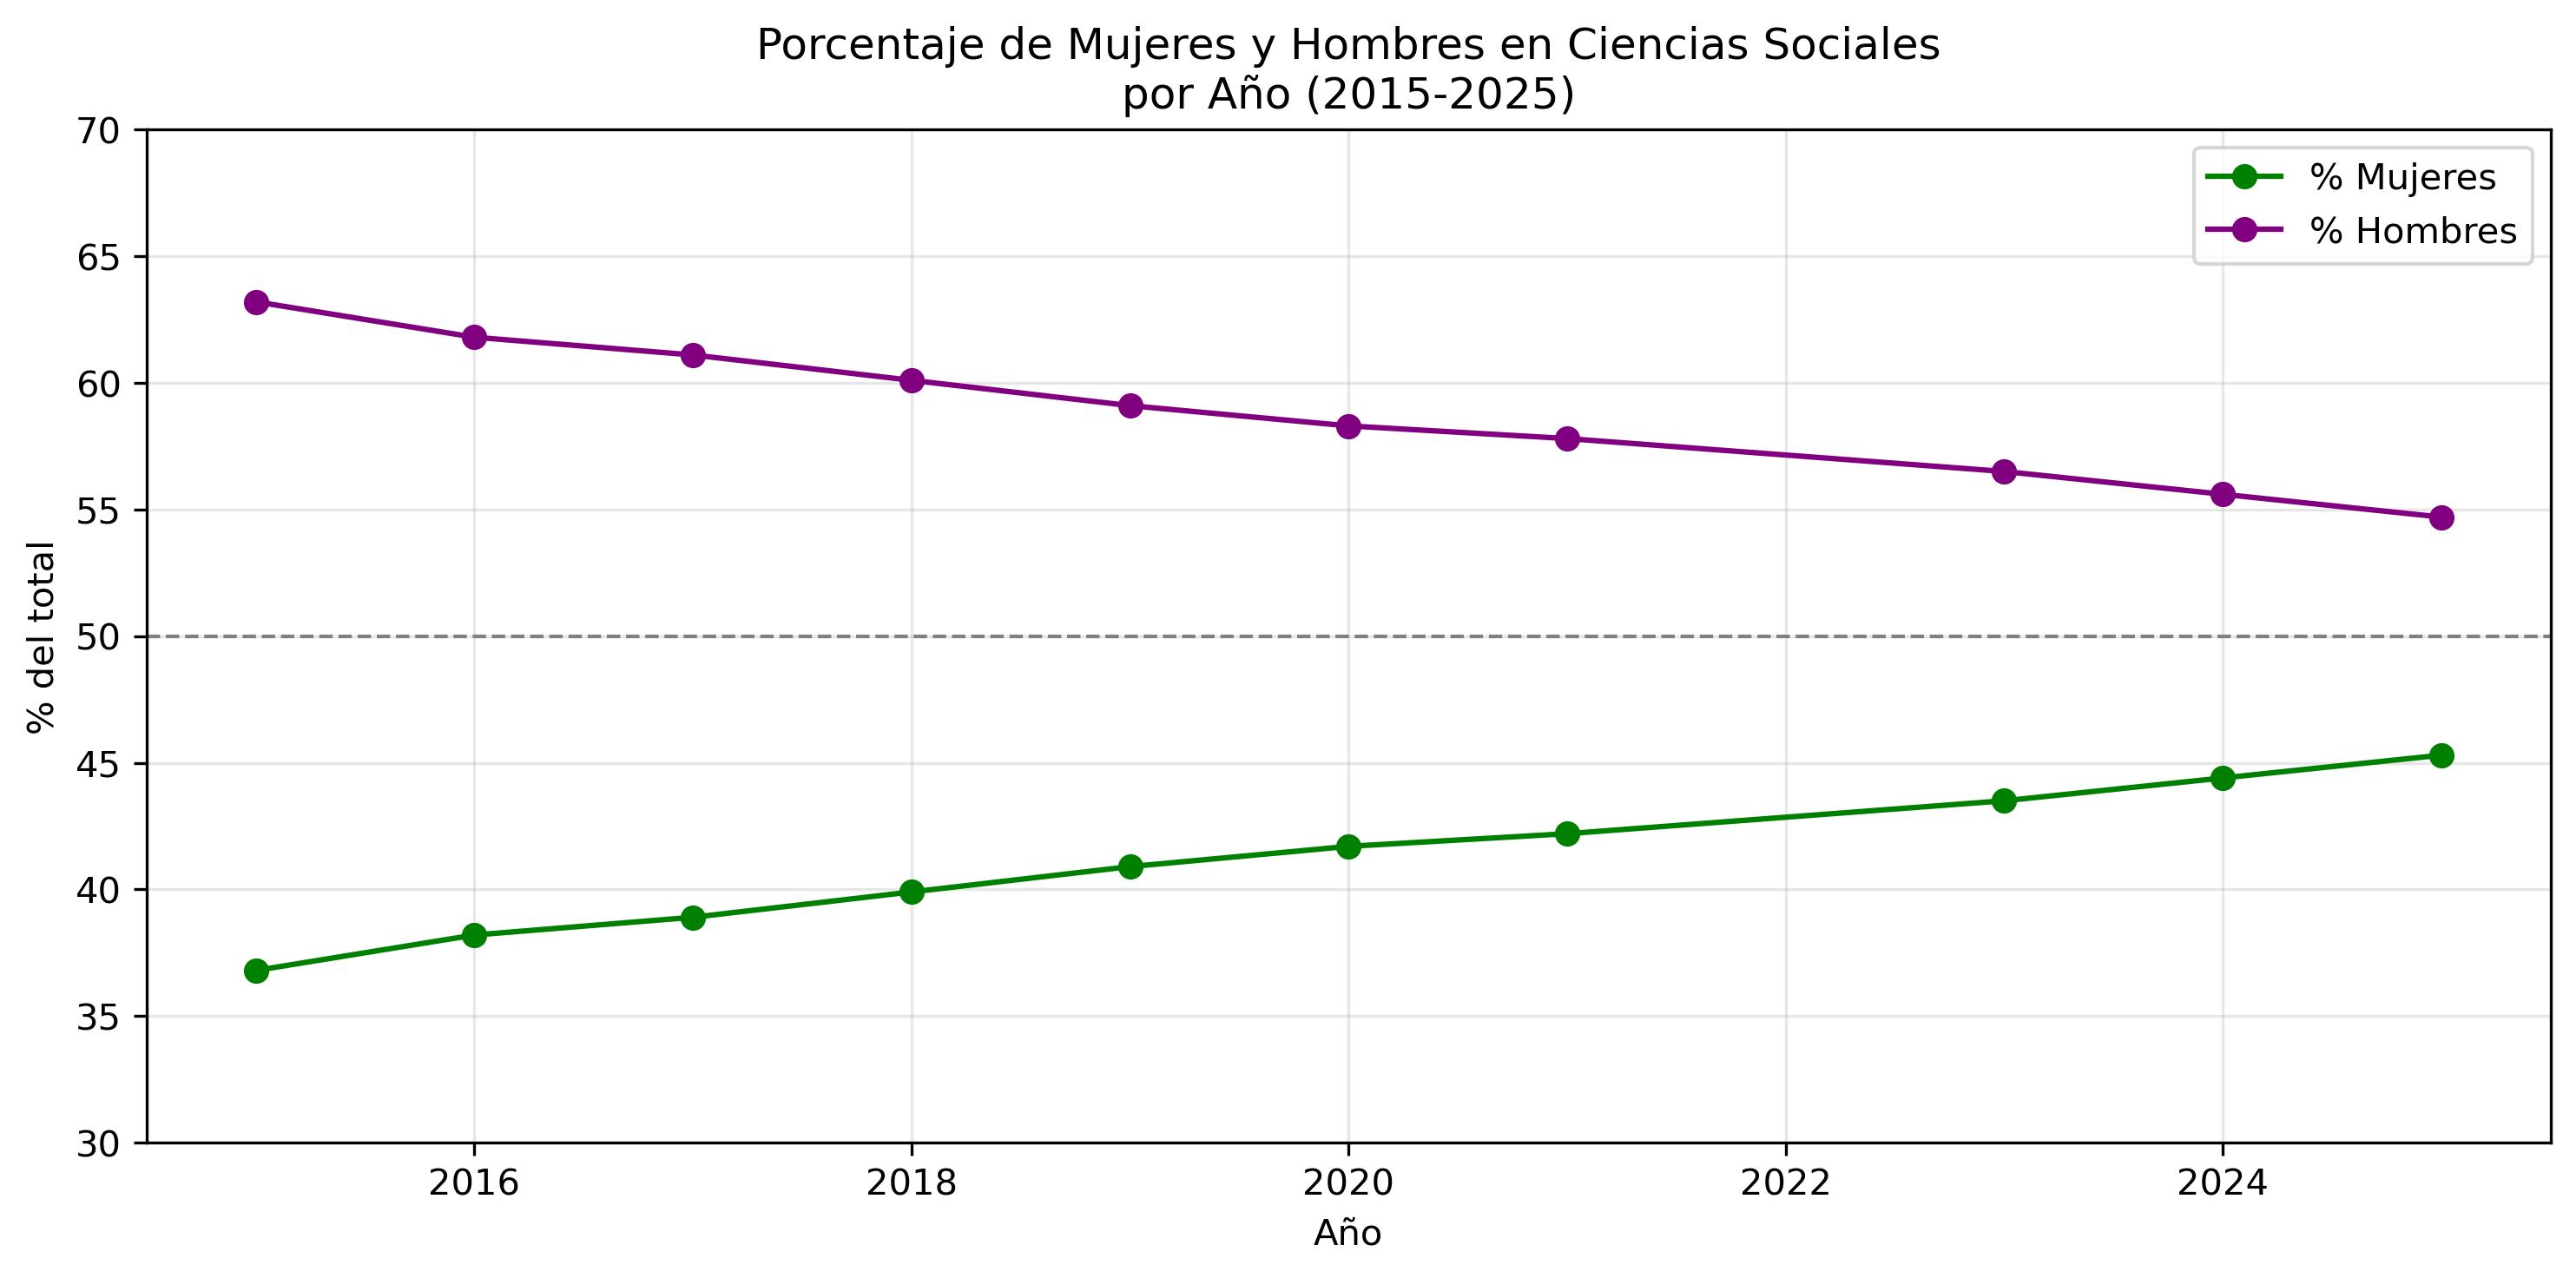 Porcentaje de Mujeres y Hombres en Ciencias Sociales
por Año (2015-2025)
70
65
60
55
50
45
40
35
30
% del total
% Mujeres
% Hombres
2016
2018
2020
2022
2024
Año